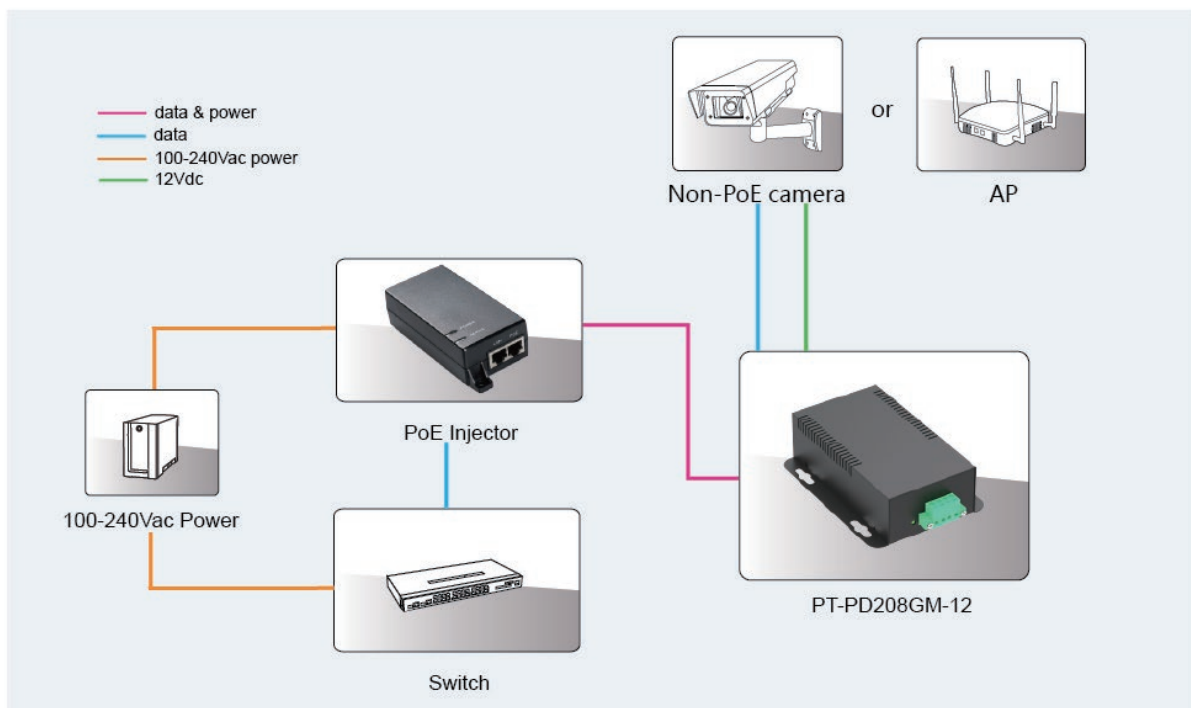 data & power
data
100-240Vac power
12Vdc
or
Non-PoE camera
AP
PoE Injector
100-240Vac Power
PT-PD208GM-12
Switch